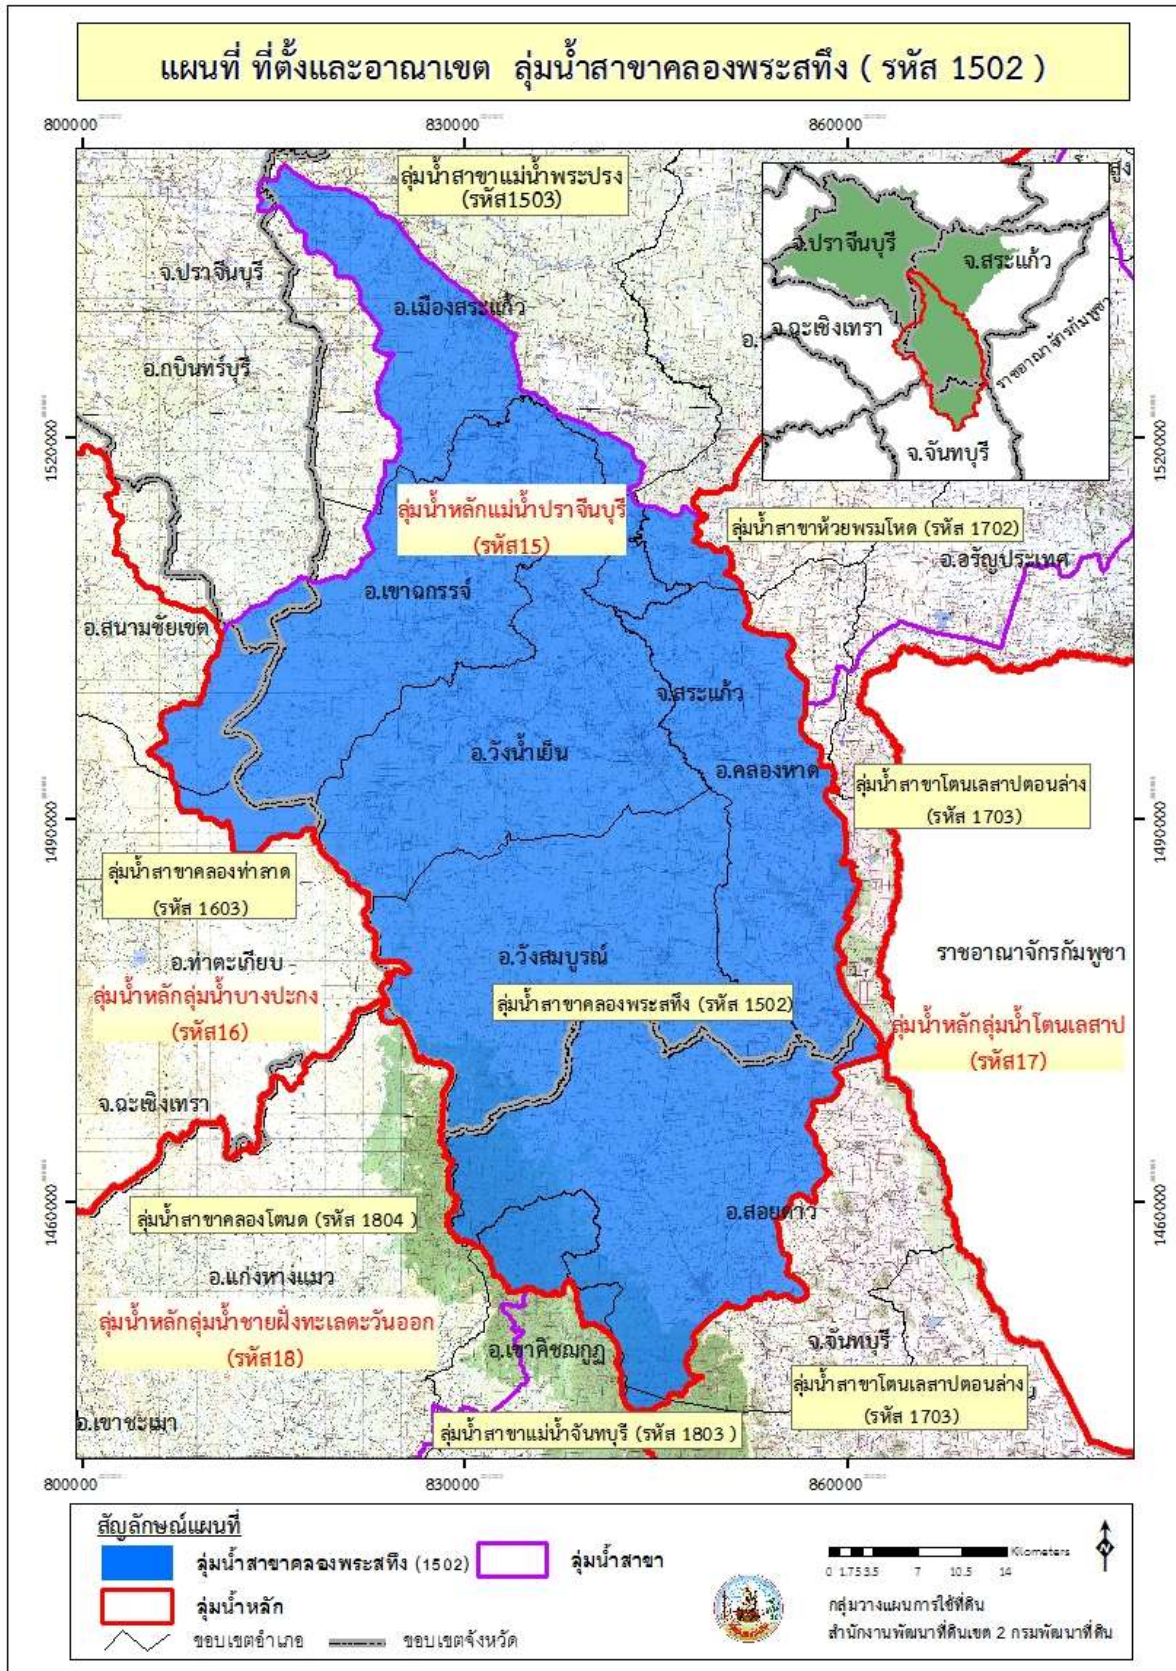 แผนที่ ที่ตั้งและอาณาเขต ลุ่มน้ำสาขาคลองพระสทึง ( รหัส 1502 )
800000
830000
860000
ลุ่มน้ำสาขาแม่น้ำพระปรง
(รหัส1503)
จ.ปราจีนบุรี
จ.สระแก้ว
จ.ฉะเชิงเทรา
ราชอาณาจักรกัมพูชา
จ.จันทบุรี
จ.ปราจีนบุรี
อ.เมืองสระแก้ว
อ.กบินทร์บุรี
1520000
1520000
ลุ่มน้ำหลักแม่น้ำปราจีนบุรี
(รหัส15)
ลุ่มน้ำสาขาห้วยพรมโหด (รหัส 1702)
อ.อรัญประเทศ
อ.เขาฉกรรจ์
อ.สนามชัยเขต
จ.สระแก้ว
อ.วังน้ำเย็น
อ.คลองหาด
ลุ่มน้ำสาขาโตนเลสาปตอนล่าง
(รหัส 1703)
1490000
1490000
ลุ่มน้ำสาขาคลองท่าลาด
(รหัส 1603)
อ.ท่าตะเกียบ
อ.วังสมบูรณ์
ราชอาณาจักรกัมพูชา
ลุ่มน้ำหลักลุ่มน้ำบางปะกง
(รหัส16)
ลุ่มน้ำสาขาคลองพระสทึง (รหัส 1502)
ลุ่มน้ำหลักลุ่มน้ำโตนเลสาป
(รหัส17)
จ.ฉะเชิงเทรา
1460000
1460000
ลุ่มน้ำสาขาคลองโตนด (รหัส 1804 )
อ.สอยดาว
อ.แก่งหางแมว
ลุ่มน้ำหลักลุ่มน้ำชายฝั่งทะเลตะวันออก
(รหัส18)
อ.เขาคิชฌกูฏ
จ.จันทบุรี
ลุ่มน้ำสาขาโตนเลสาปตอนล่าง
(รหัส 1703)
อ.เขาชะเมา
ลุ่มน้ำสาขาแม่น้ำจันทบุรี (รหัส 1803 )
800000
830000
860000
สัญลักษณ์แผนที่
ลุ่มน้ำสาขาคลองพระสทึง (1502)
ลุ่มน้ำสาขา
ลุ่มน้ำหลัก
ขอบเขตอำเภอ
ขอบเขตจังหวัด
Kilometers
0 1.75 3.5 7 10.5 14
N
กลุ่มวางแผนการใช้ที่ดิน
สำนักงานพัฒนาที่ดินเขต 2 กรมพัฒนาที่ดิน